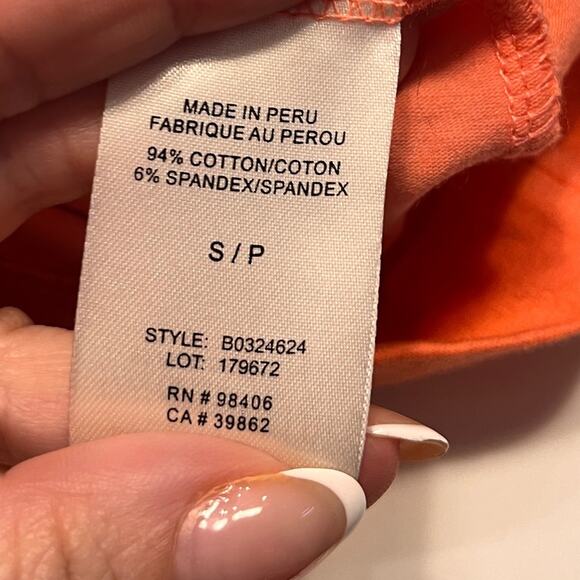 MADE IN PERU
FABRIQUE AU PEROU
94% COTTON/COTON
6% SPANDEX/SPANDEX
S / P
STYLE: B0324624
LOT: 179672
RN # 98406
CA # 39862